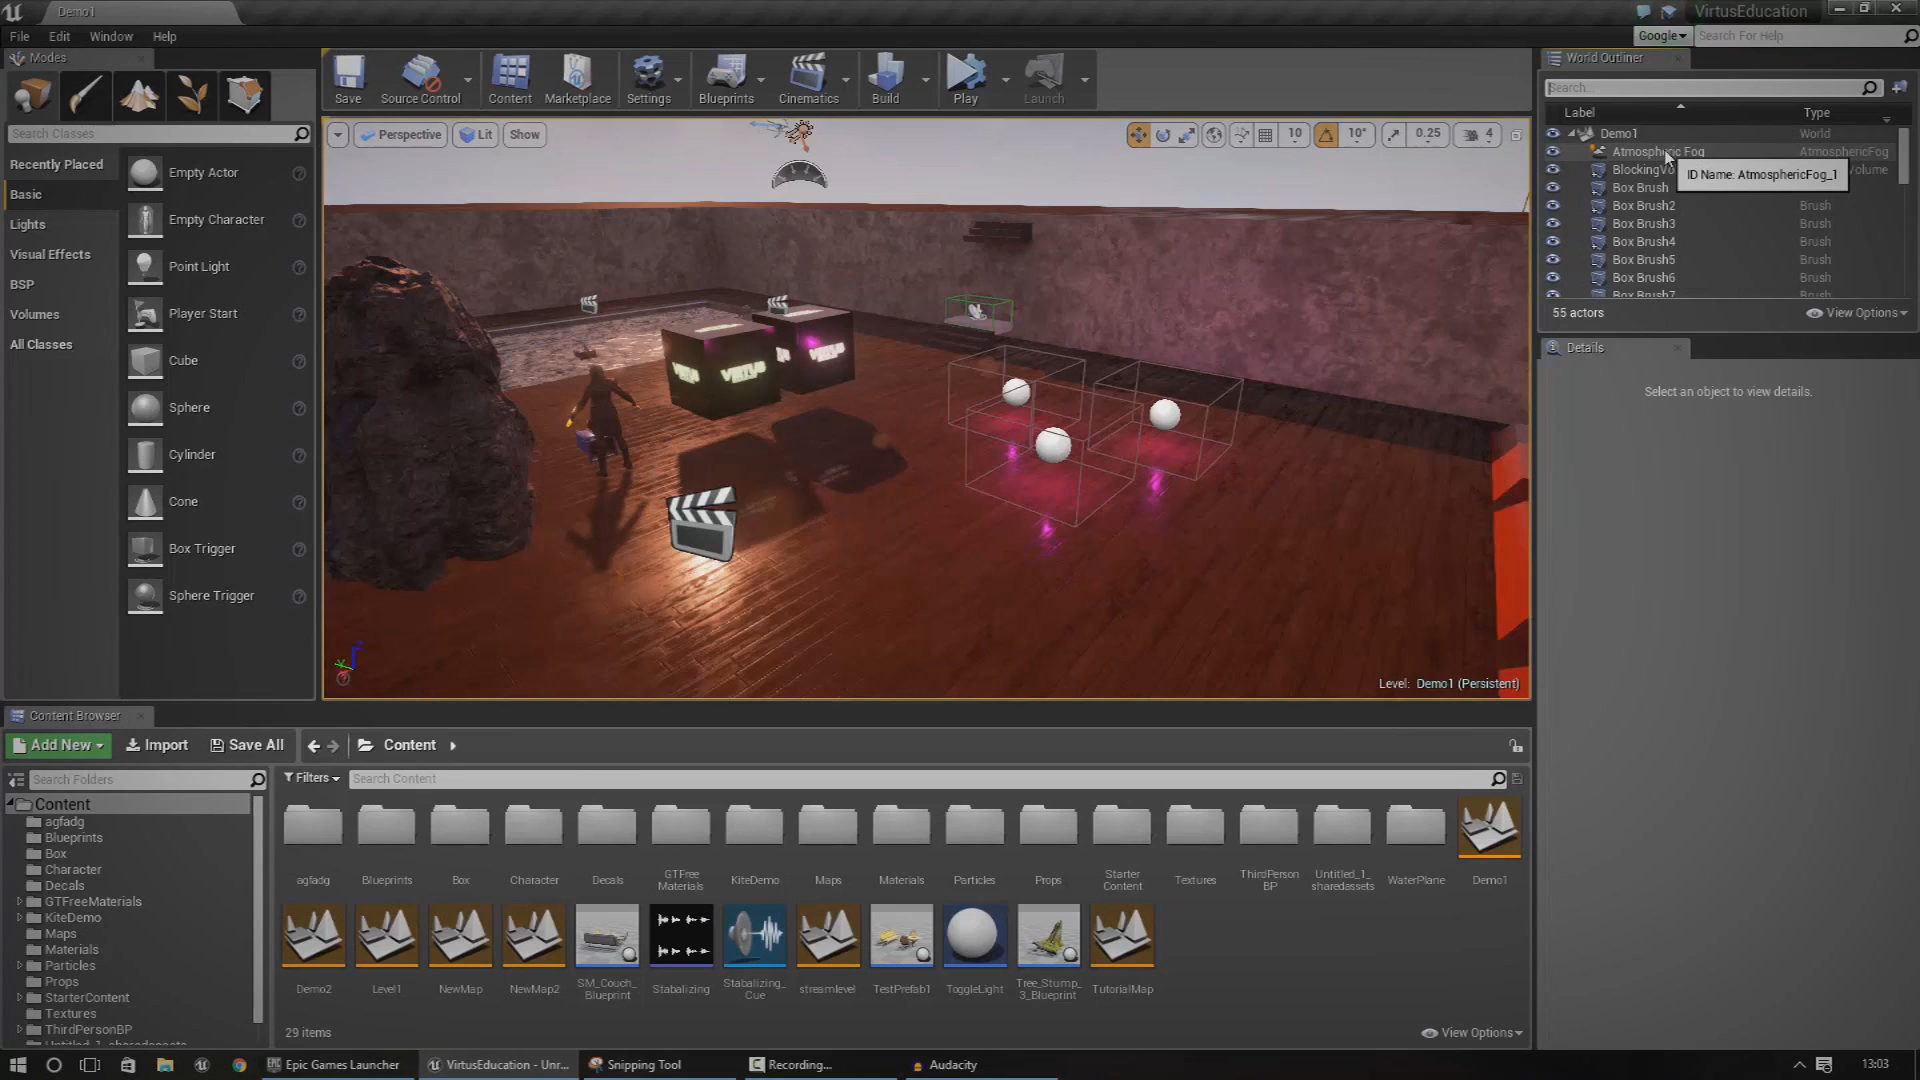 Demo1
VirtusEducation
File Edit Window Help
Google
Search For Help
Modes
Search Classes
Recently Placed
Basic
Lights
Visual Effects
BSP
Volumes
All Classes
Empty Actor
Empty Character
Point Light
Player Start
Cube
Sphere
Cylinder
Cone
Box Trigger
Sphere Trigger
Save
Source Control
Content
Marketplace
Settings
Blueprints
Cinematics
Build
Play
Launch
Perspective
Lit
Show
10
10°
0.25
4
VIRTUS
VIRTUS
Level: Demo1 (Persistent)
World Outliner
Search...
Label Type
Demo1 World
Atmospheric Fog AtmosphericFog
BlockingVo Volume
ID Name: AtmosphericFog_1
Box Brush
Box Brush2 Brush
Box Brush3 Brush
Box Brush4 Brush
Box Brush5 Brush
Box Brush6 Brush
Box Brush7 Brush
55 actors
View Options
Details
Select an object to view details.
Content Browser
Add New
Import
Save All
Content
Search Folders
Filters
Search Content
Content
agfadg
Blueprints
Box
Character
Decals
GTFreeMaterials
KiteDemo
Maps
Materials
Particles
Props
StarterContent
Textures
ThirdPersonBP
Untitled_1_sharedassets
agfadg
Blueprints
Box
Character
Decals
GTFree
Materials
KiteDemo
Maps
Materials
Particles
Props
Starter
Content
Textures
ThirdPerson
BP
Untitled_1_
sharedassets
WaterPlane
Demo1
Demo2
Level1
NewMap
NewMap2
SM_Couch_
Blueprint
Stabalizing
Stabalizing_
Cue
streamlevel
TestPrefab1
ToggleLight
Tree_Stump_
3_Blueprint
TutorialMap
29 items
View Options
Epic Games Launcher
VirtusEducation - Unr...
Snipping Tool
Recording...
Audacity
13:03